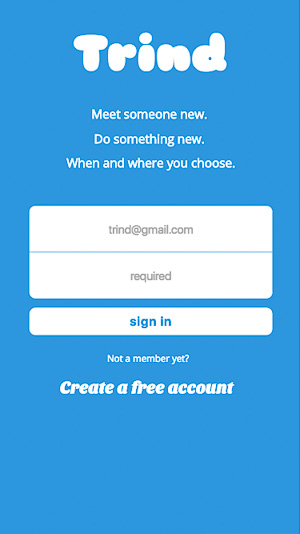 Trind
Meet someone new.
Do something new.
When and where you choose.
trind@gmail.com
required
sign in
Not a member yet?
Create a free account